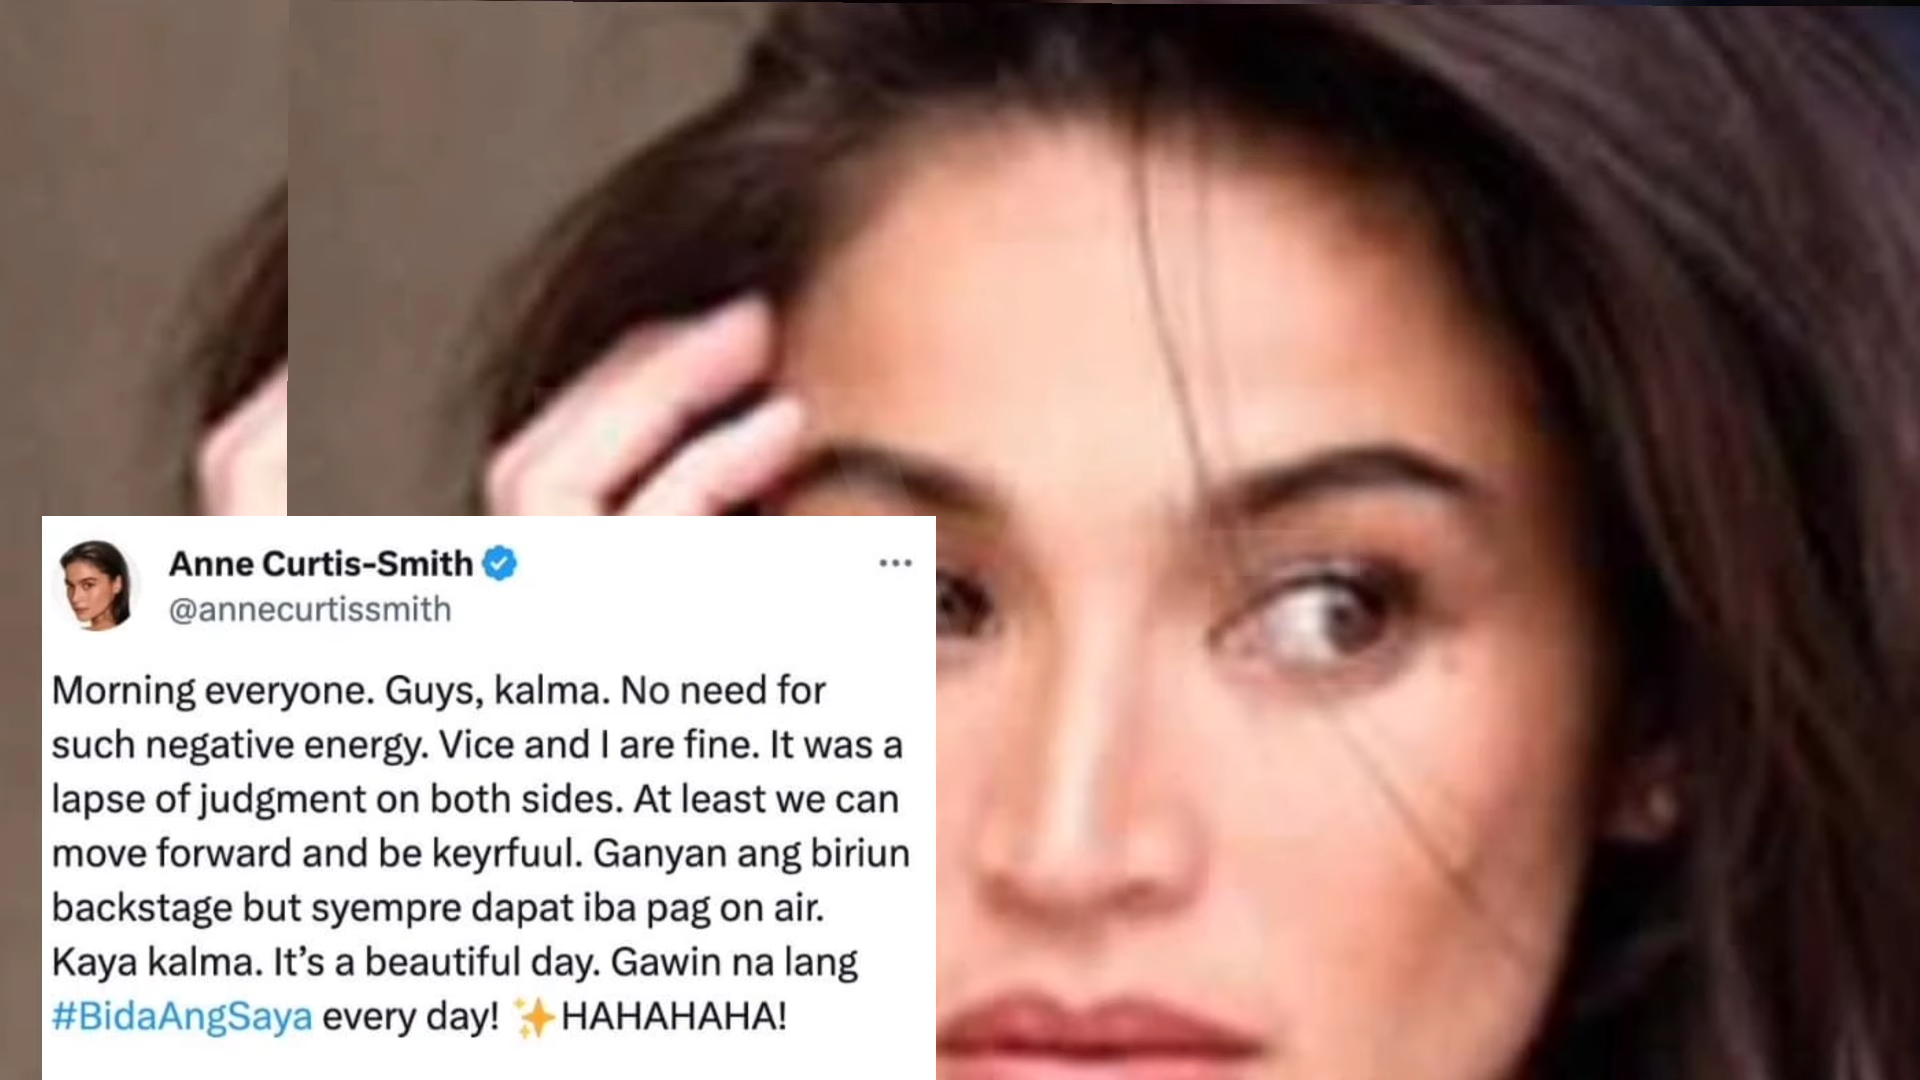 Anne Curtis-Smith
@annecurtissmith
Morning everyone. Guys, kalma. No need for
such negative energy. Vice and I are fine. It was a
lapse of judgment on both sides. At least we can
move forward and be keyrfuul. Ganyan ang biriun
backstage but syempre dapat iba pag on air.
Kaya kalma. It’s a beautiful day. Gawin na lang
#BidaAngSaya every day! ✨HAHAHAHA!